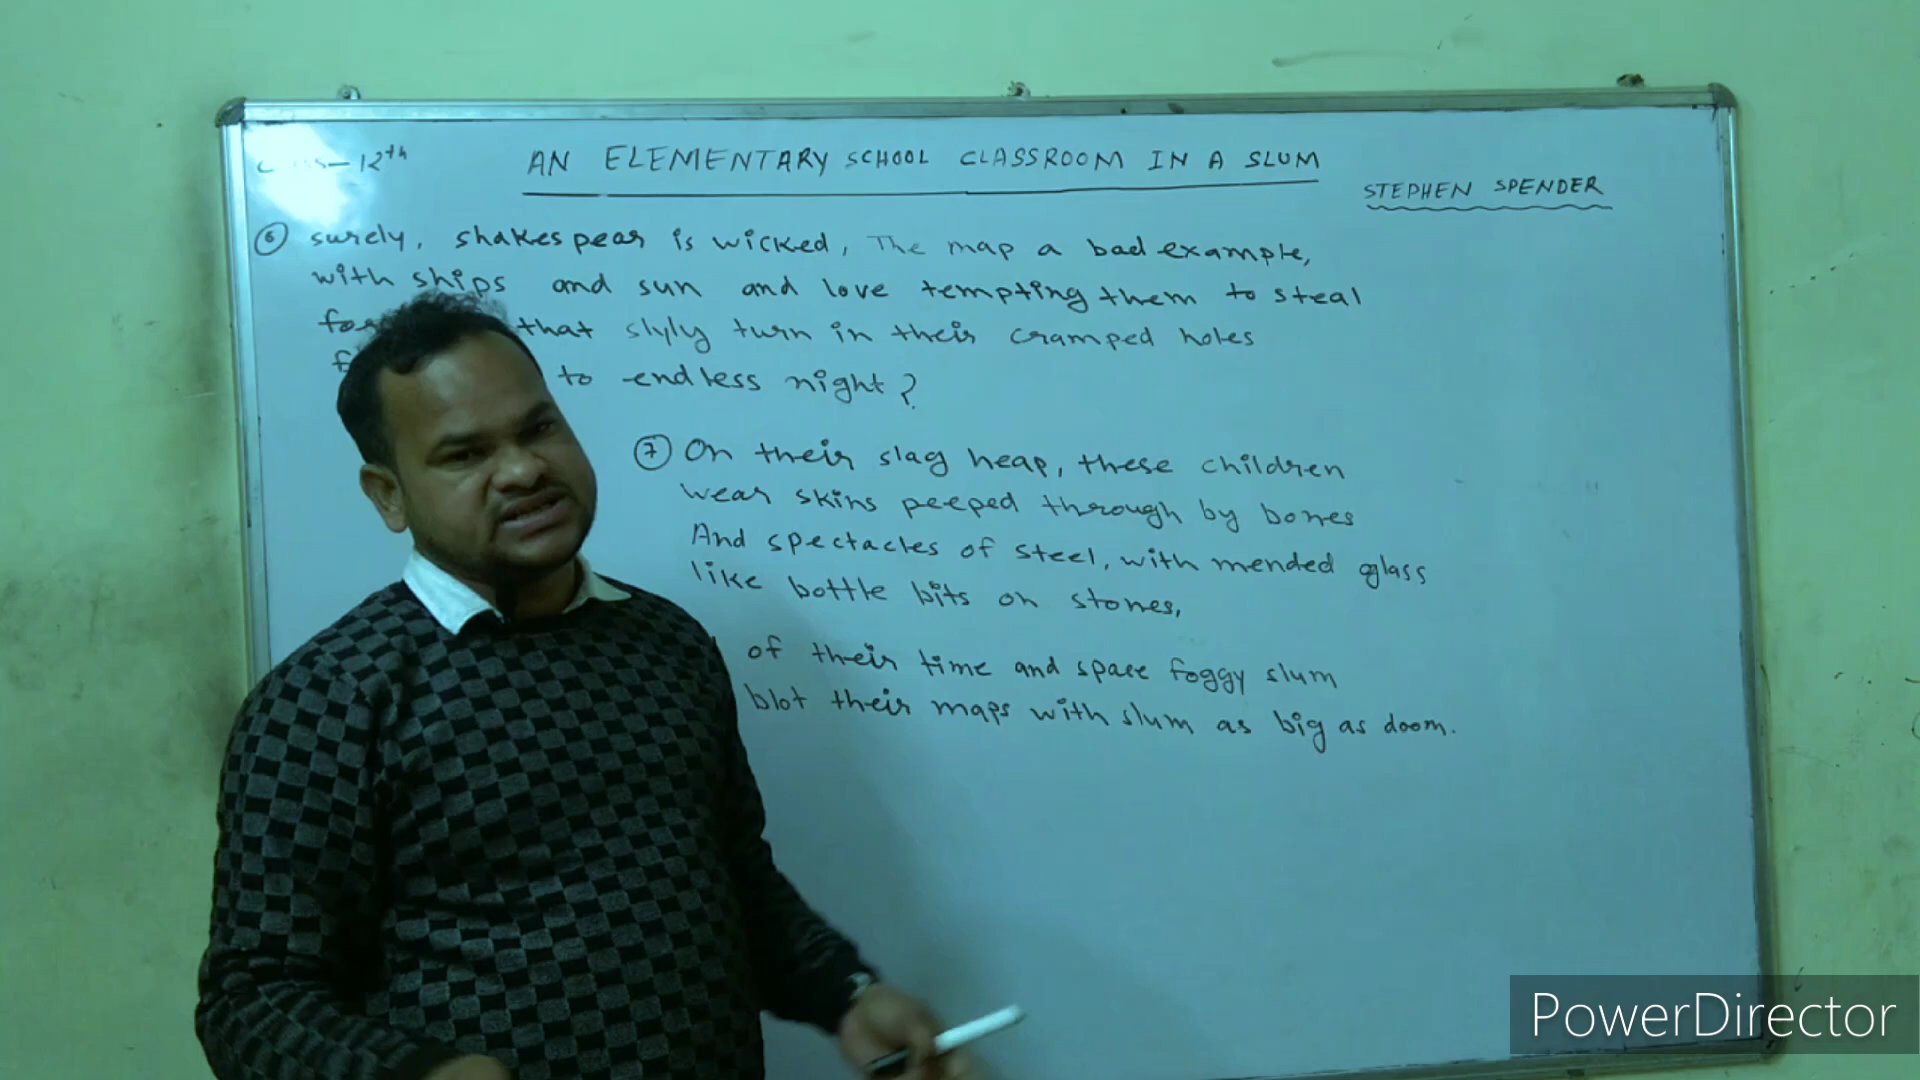 12th
AN ELEMENTARY SCHOOL CLASSROOM IN A SLUM
STEPHEN SPENDER
6 surely, shakespear is wicked, The map a bad example,
with ships and sun and love tempting them to steal
that slyly turn in their cramped holes
to endless night?
7 On their slag heap, these children
wear skins peeped through by bones
And spectacles of steel, with mended glass
like bottle bits on stones,
of their time and space foggy slum
blot their maps with slum as big as doom.
PowerDirector